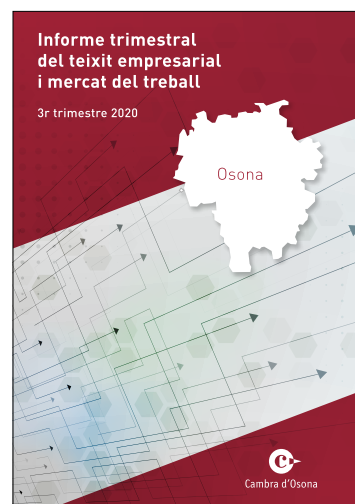 Informe trimestral
del teixit empresarial
i mercat del treball
3r trimestre 2020
Osona
Cambra d'Osona